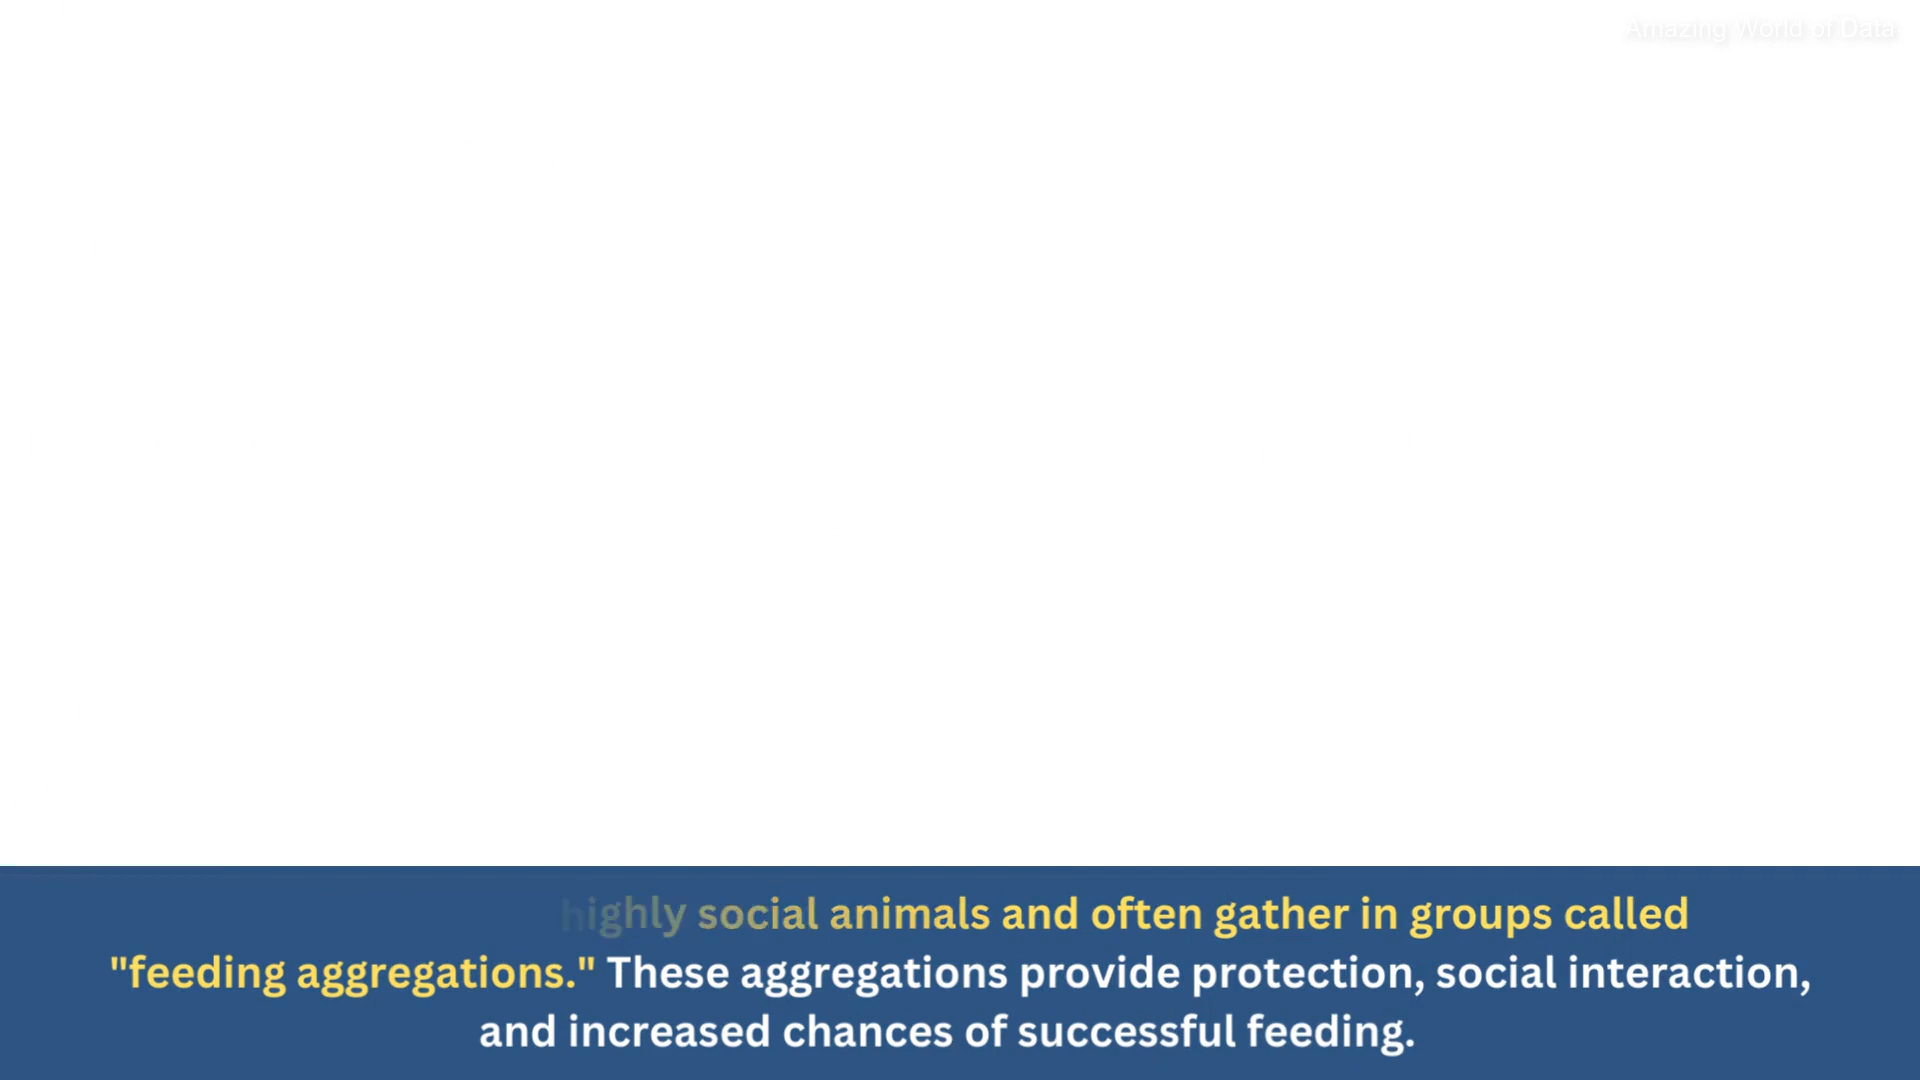 Amazing World of Data
highly social animals and often gather in groups called
"feeding aggregations." These aggregations provide protection, social interaction,
and increased chances of successful feeding.